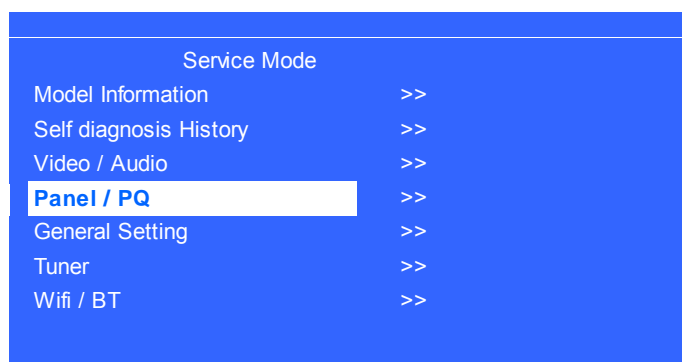 Service Mode
Model Information >>
Self diagnosis History >>
Video / Audio >>
Panel / PQ >>
General Setting >>
Tuner >>
Wifi / BT >>